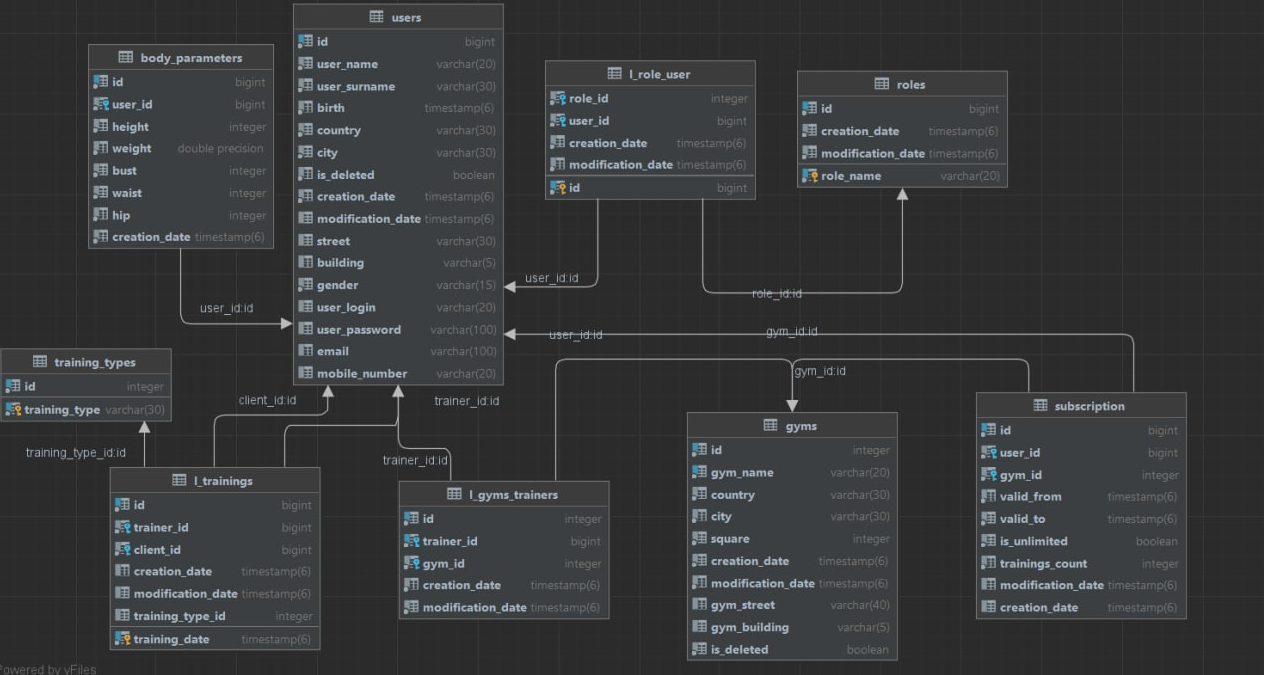 users
id bigint
user_name varchar(20)
user_surname varchar(30)
birth timestamp(6)
country varchar(30)
city varchar(30)
is_deleted boolean
creation_date timestamp(6)
modification_date timestamp(6)
street varchar(30)
building varchar(5)
gender varchar(15)
user_login varchar(20)
user_password varchar(100)
email varchar(100)
mobile_number varchar(20)
body_parameters
id bigint
user_id bigint
height integer
weight double precision
bust integer
waist integer
hip integer
creation_date timestamp(6)
l_role_user
role_id integer
user_id bigint
creation_date timestamp(6)
modification_date timestamp(6)
id bigint
roles
id bigint
creation_date timestamp(6)
modification_date timestamp(6)
role_name varchar(20)
user_id:id
user_id:id
role_id:id
user_id:id
gym_id:id
gym_id:id
training_types
id integer
training_type varchar(30)
client_id:id
trainer_id:id
training_type_id:id
trainer_id:id
l_trainings
id bigint
trainer_id bigint
client_id bigint
creation_date timestamp(6)
modification_date timestamp(6)
training_type_id integer
training_date timestamp(6)
l_gyms_trainers
id integer
trainer_id bigint
gym_id integer
creation_date timestamp(6)
modification_date timestamp(6)
gyms
id integer
gym_name varchar(20)
country varchar(30)
city varchar(30)
square integer
creation_date timestamp(6)
modification_date timestamp(6)
gym_street varchar(40)
gym_building varchar(5)
is_deleted boolean
subscription
id bigint
user_id bigint
gym_id integer
valid_from timestamp(6)
valid_to timestamp(6)
is_unlimited boolean
trainings_count integer
modification_date timestamp(6)
creation_date timestamp(6)
Powered by yFiles